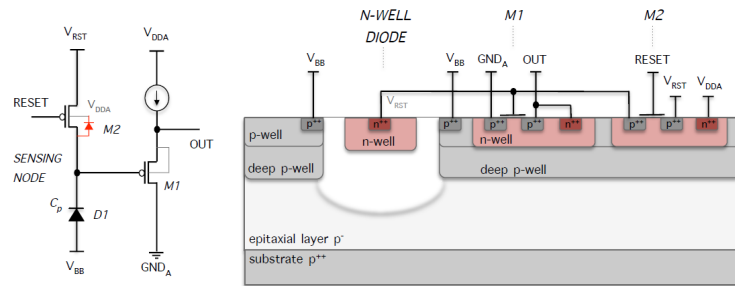 V_RST
V_DDA
RESET
V_DDA
M2
OUT
SENSING
NODE
M1
C_p
D1
V_BB
GND_A
N-WELL
DIODE
M1
M2
V_BB
V_BB
GND_A
OUT
RESET
V_RST
V_DDA
V_RST
p++
n++
p++
p++
p++
n++
p++
p++
n++
p-well
n-well
n-well
deep p-well
deep p-well
epitaxial layer p-
substrate p++